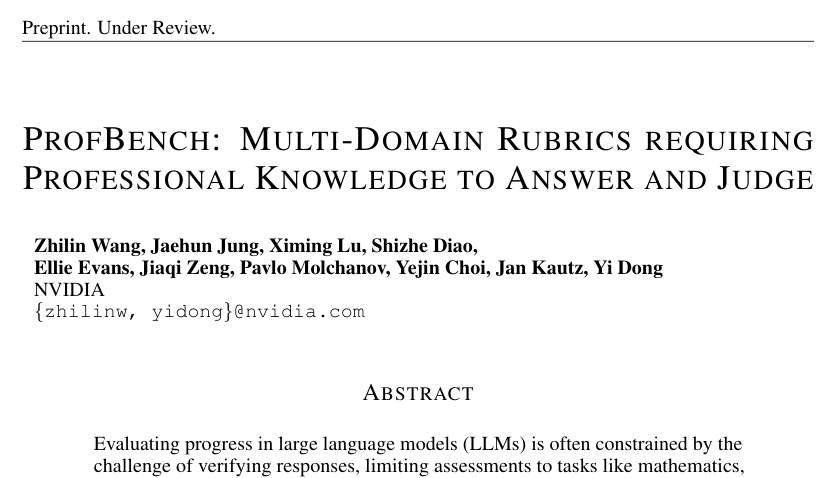 Preprint. Under Review.
PROFBENCH: MULTI-DOMAIN RUBRICS REQUIRING
PROFESSIONAL KNOWLEDGE TO ANSWER AND JUDGE
Zhilin Wang, Jaehun Jung, Ximing Lu, Shizhe Diao,
Ellie Evans, Jiaqi Zeng, Pavlo Molchanov, Yejin Choi, Jan Kautz, Yi Dong
NVIDIA
{zhilinw, yidong}@nvidia.com
ABSTRACT
Evaluating progress in large language models (LLMs) is often constrained by the
challenge of verifying responses, limiting assessments to tasks like mathematics,